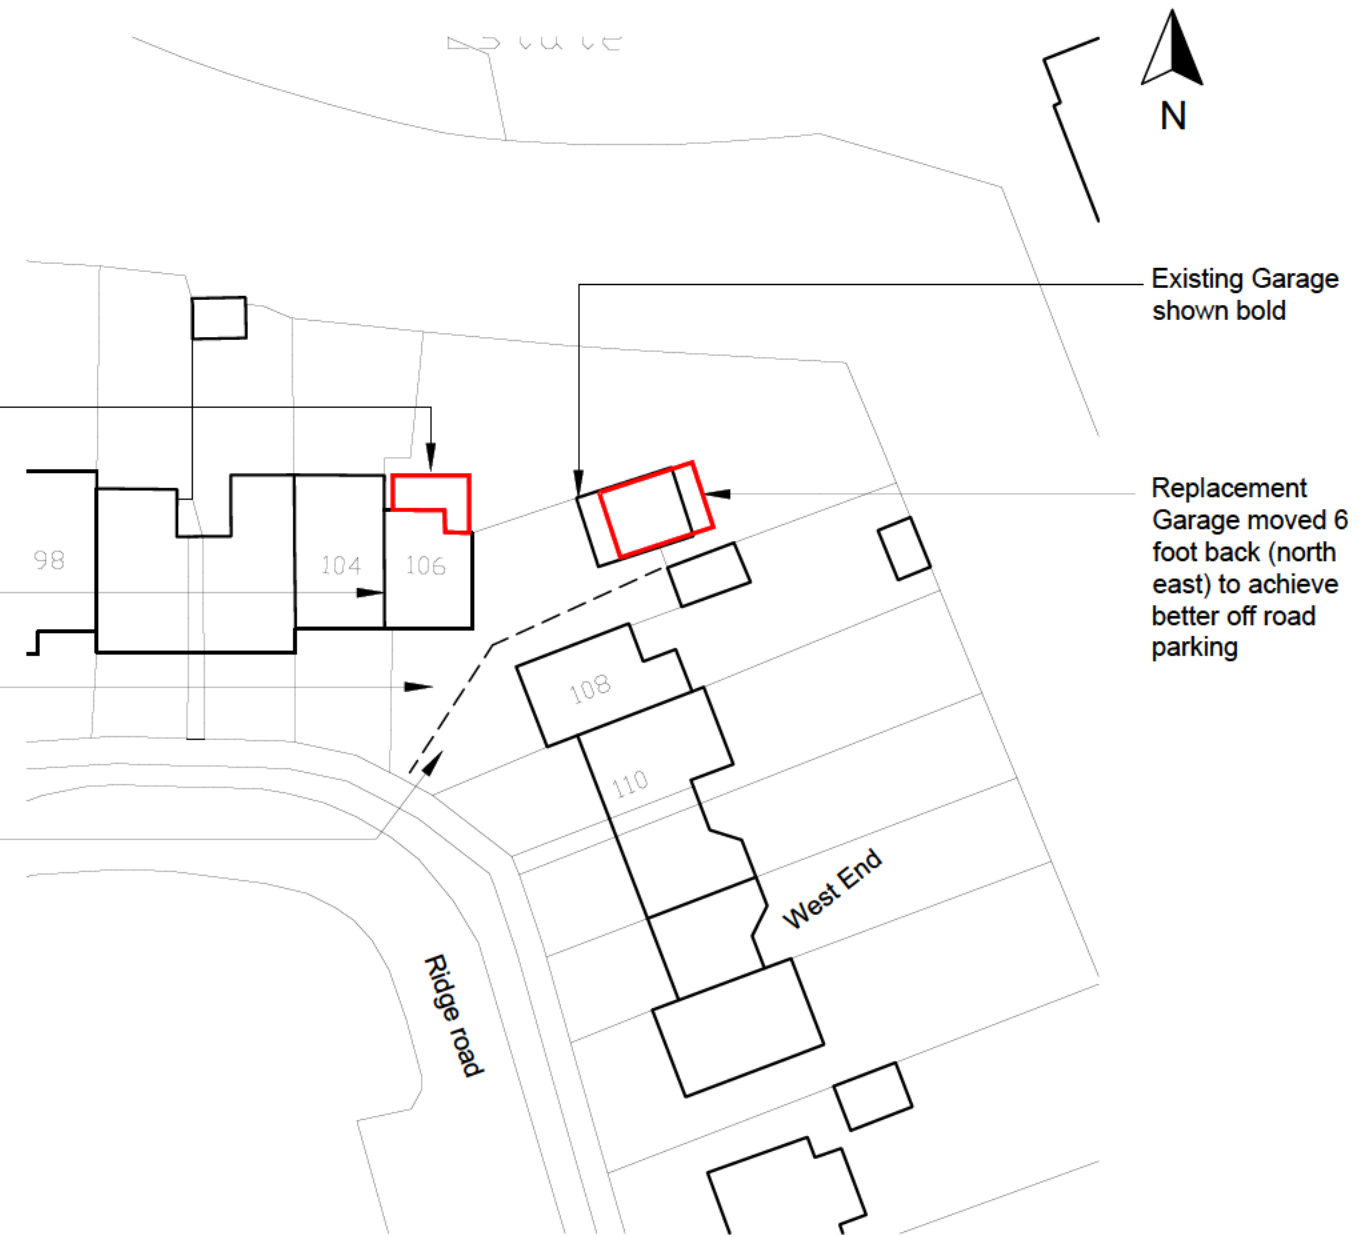 N
Existing Garage
shown bold
Replacement
Garage moved 6
foot back (north
east) to achieve
better off road
parking
98
104
106
108
110
West End
Ridge road